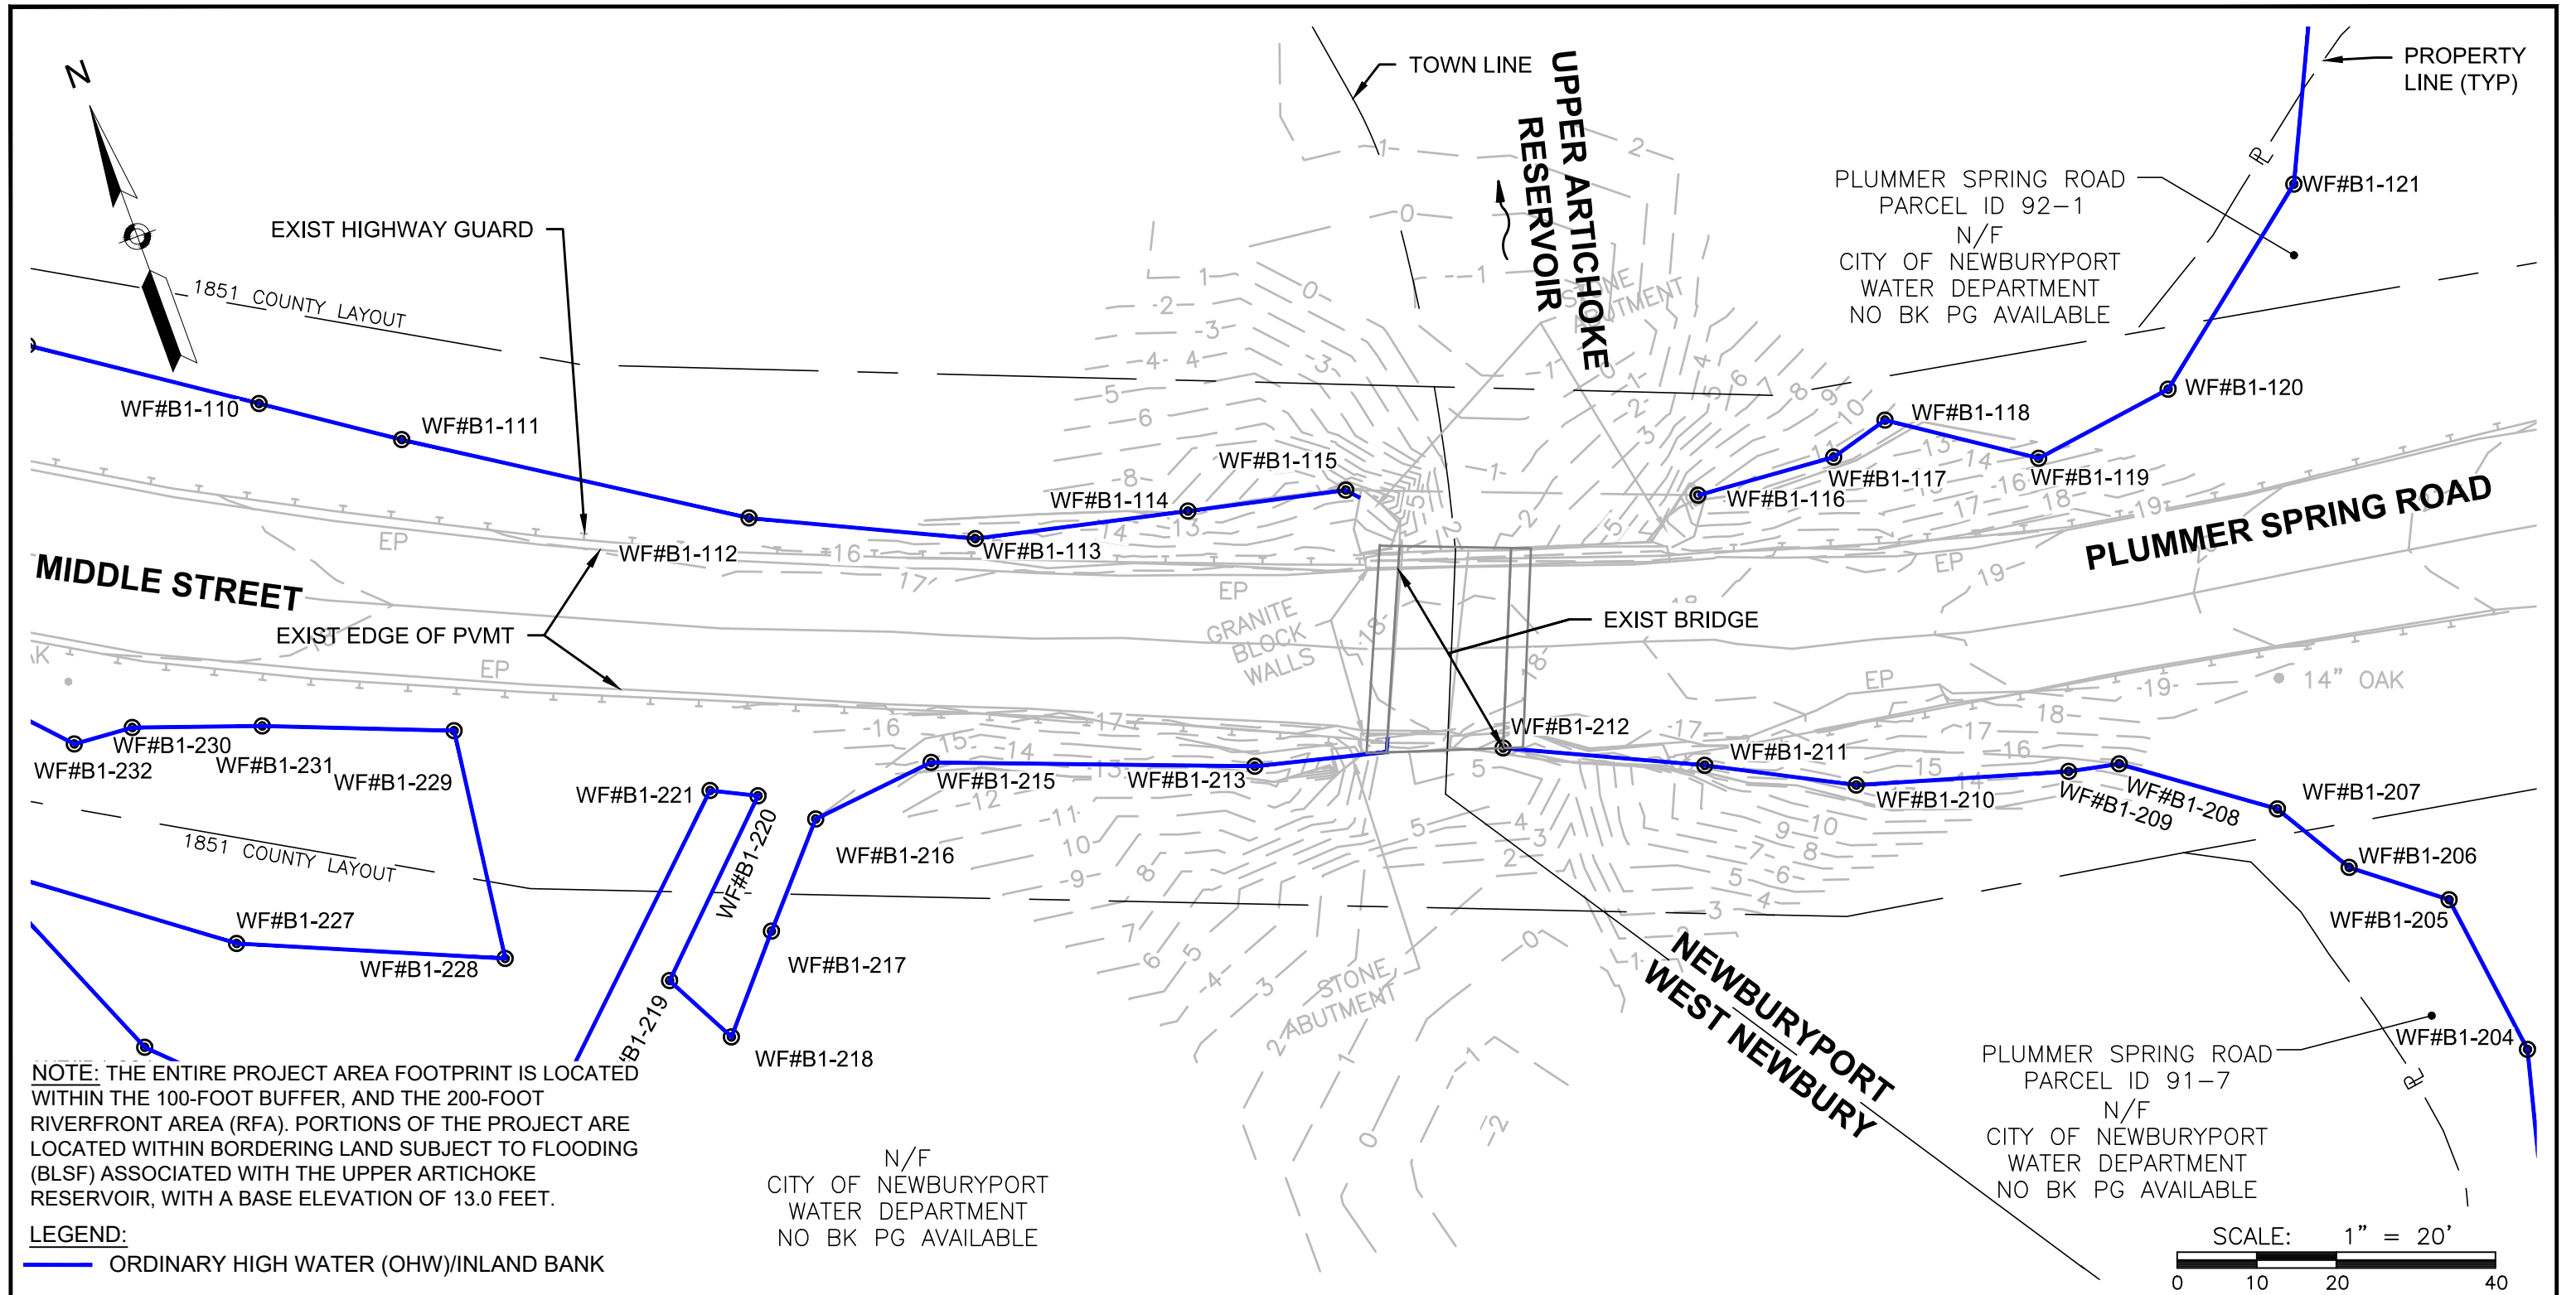 N
TOWN LINE
UPPER ARTICHOKE
RESERVOIR
PROPERTY
LINE (TYP)
PLUMMER SPRING ROAD
PARCEL ID 92-1
N/F
CITY OF NEWBURYPORT
WATER DEPARTMENT
NO BK PG AVAILABLE
WF#B1-121
EXIST HIGHWAY GUARD
1851 COUNTY LAYOUT
STONE
ABUTMENT
WF#B1-110
WF#B1-111
WF#B1-112
WF#B1-113
WF#B1-114
WF#B1-115
WF#B1-116
WF#B1-117
WF#B1-118
WF#B1-119
WF#B1-120
EP
EP
EP
MIDDLE STREET
PLUMMER SPRING ROAD
EXIST EDGE OF PVMT
EP
GRANITE
BLOCK
WALLS
EXIST BRIDGE
EP
14" OAK
WF#B1-232
WF#B1-230
WF#B1-231
WF#B1-229
WF#B1-221
WF#B1-220
WF#B1-215
WF#B1-213
WF#B1-212
WF#B1-211
WF#B1-210
WF#B1-209
WF#B1-208
WF#B1-207
WF#B1-206
WF#B1-205
WF#B1-204
1851 COUNTY LAYOUT
WF#B1-216
WF#B1-217
WF#B1-218
WF#B1-227
WF#B1-228
'B1-219
STONE
ABUTMENT
NEWBURYPORT
WEST NEWBURY
PLUMMER SPRING ROAD
PARCEL ID 91-7
N/F
CITY OF NEWBURYPORT
WATER DEPARTMENT
NO BK PG AVAILABLE
N/F
CITY OF NEWBURYPORT
WATER DEPARTMENT
NO BK PG AVAILABLE
NOTE: THE ENTIRE PROJECT AREA FOOTPRINT IS LOCATED
WITHIN THE 100-FOOT BUFFER, AND THE 200-FOOT
RIVERFRONT AREA (RFA). PORTIONS OF THE PROJECT ARE
LOCATED WITHIN BORDERING LAND SUBJECT TO FLOODING
(BLSF) ASSOCIATED WITH THE UPPER ARTICHOKE
RESERVOIR, WITH A BASE ELEVATION OF 13.0 FEET.
LEGEND:
ORDINARY HIGH WATER (OHW)/INLAND BANK
SCALE: 1" = 20'
0 10 20 40